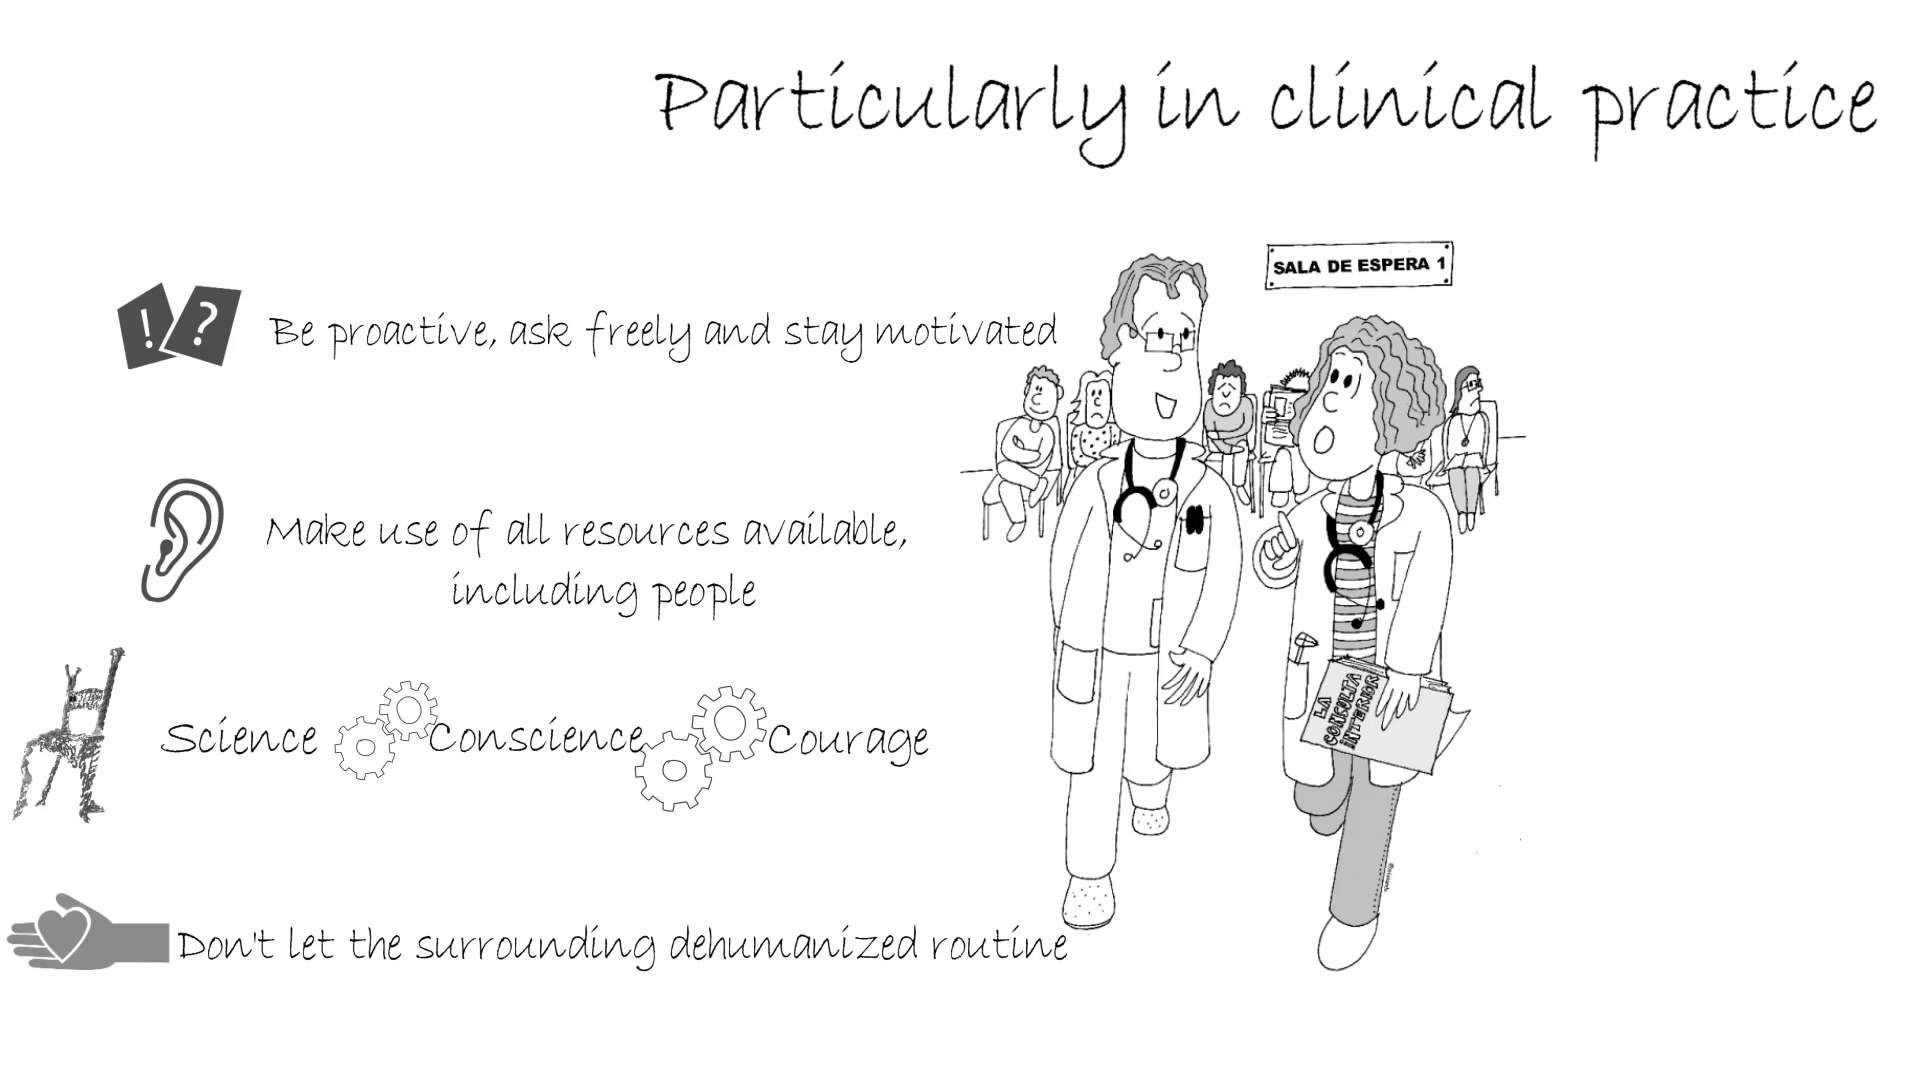 Particularly in clinical practice
SALA DE ESPERA 1
! ?
Be proactive, ask freely and stay motivated
Make use of all resources available,
including people
LA
CONSULTA
INTERIOR
Science Conscience Courage
Don't let the surrounding dehumanized routine